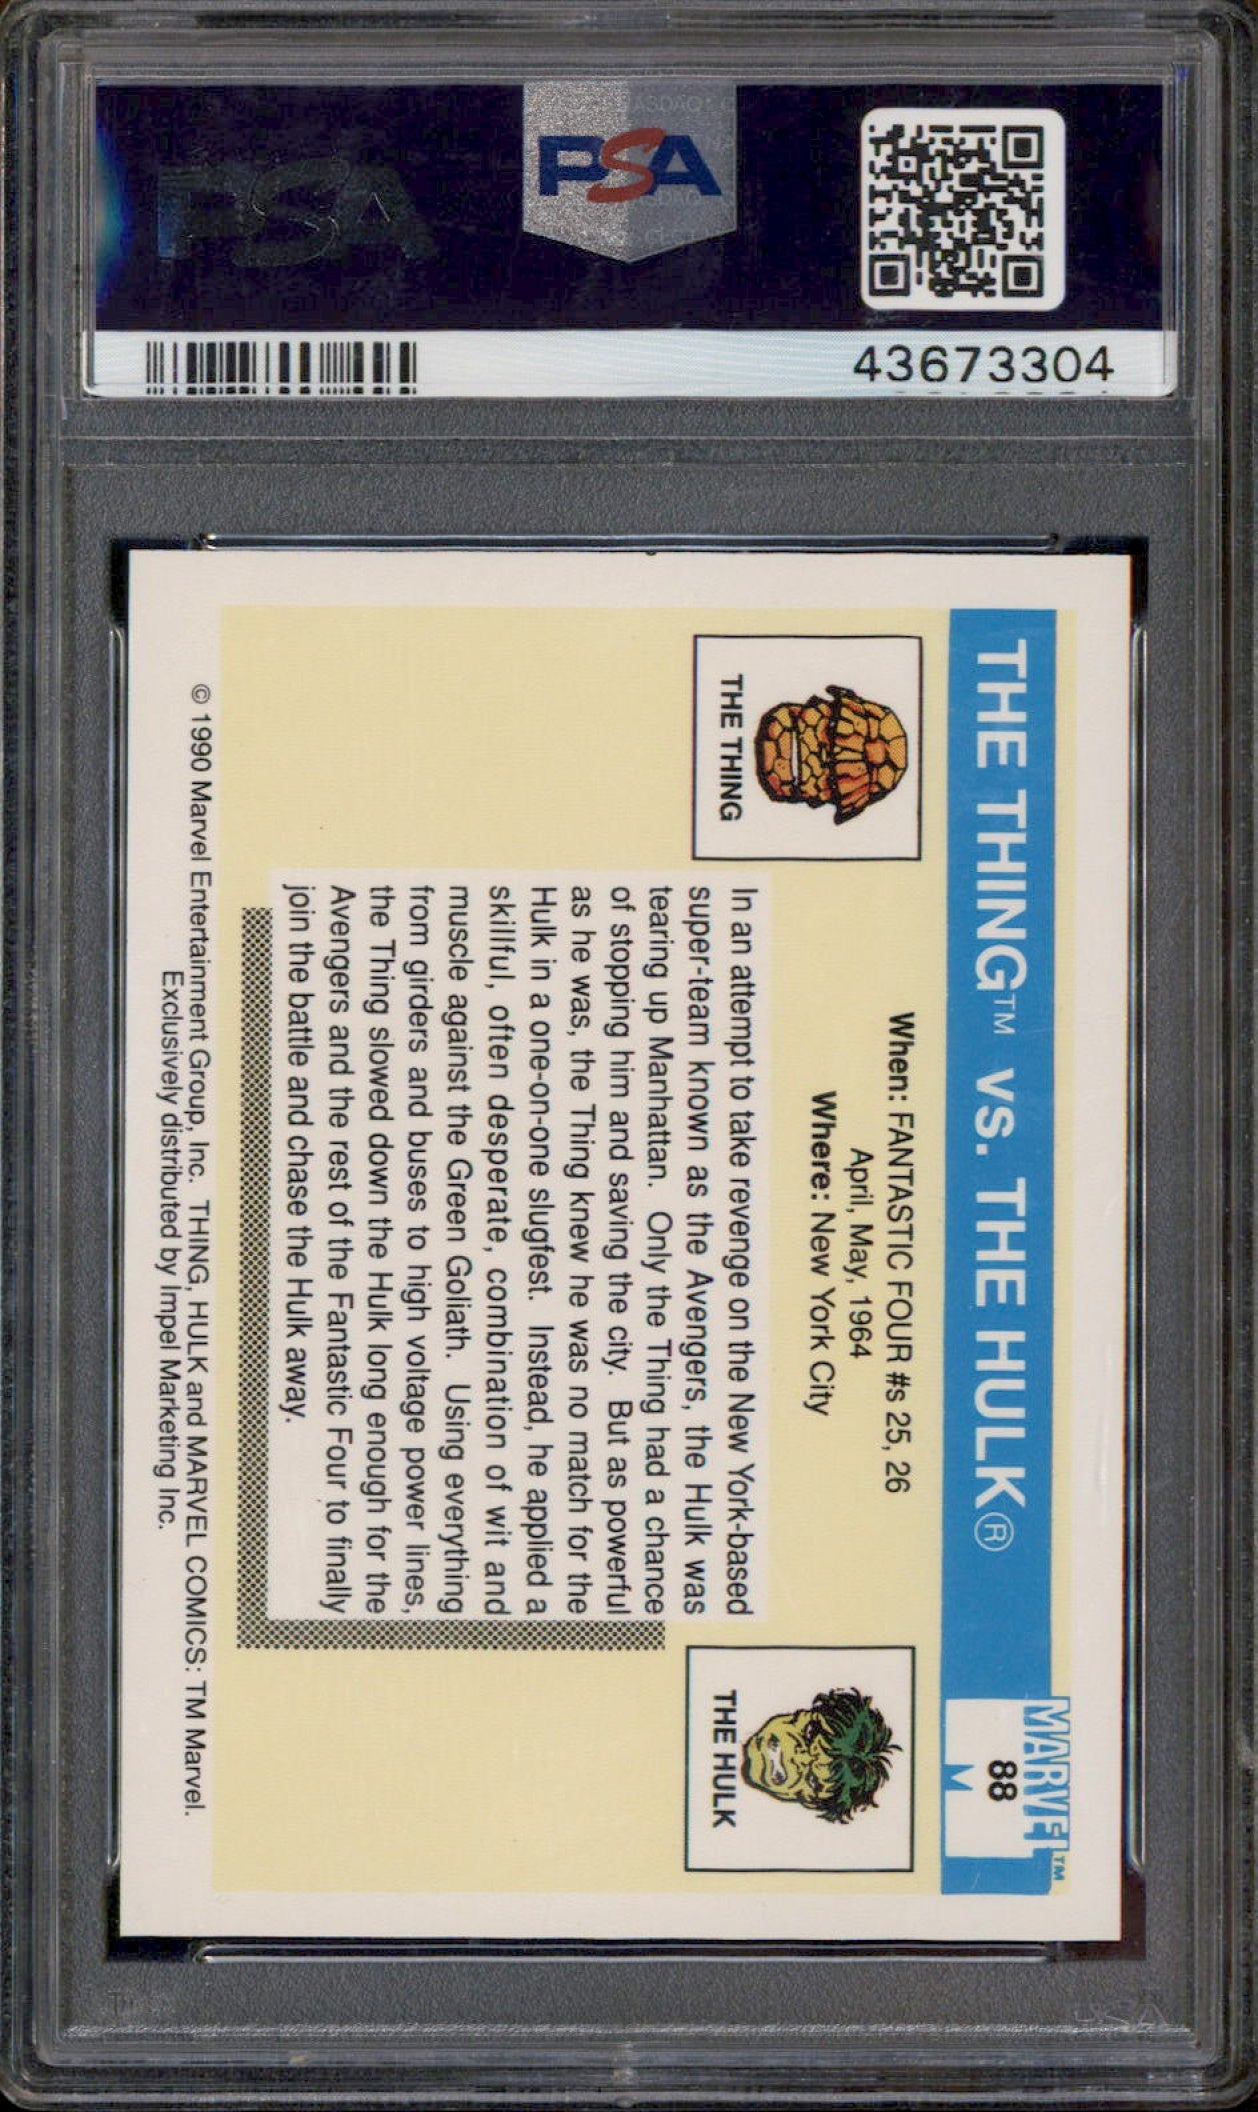 PSA
PSA
43673304
THE THING™ vs. THE HULK®
MARVEL™
88
M
When: FANTASTIC FOUR #s 25, 26
April, May, 1964
Where: New York City
THE THING
THE HULK
In an attempt to take revenge on the New York-based
super-team known as the Avengers, the Hulk was
tearing up Manhattan. Only the Thing had a chance
of stopping him and saving the city. But as powerful
as he was, the Thing knew he was no match for the
Hulk in a one-on-one slugfest. Instead, he applied a
skillful, often desperate, combination of wit and
muscle against the Green Goliath. Using everything
from girders and buses to high voltage power lines,
the Thing slowed down the Hulk long enough for the
Avengers and the rest of the Fantastic Four to finally
join the battle and chase the Hulk away.
© 1990 Marvel Entertainment Group, Inc. THING, HULK and MARVEL COMICS: TM Marvel.
Exclusively distributed by Impel Marketing Inc.